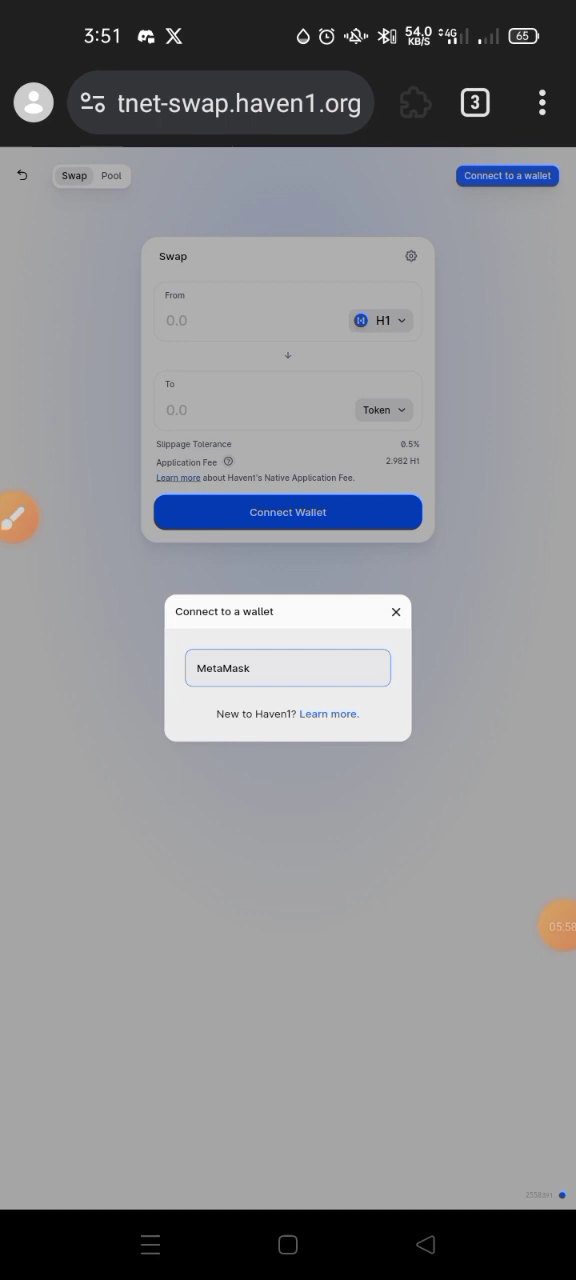 3:51
54.0
KB/S
4G
65
tnet-swap.haven1.org
3
Swap
Pool
Connect to a wallet
Swap
From
0.0
H1
To
0.0
Token
Slippage Tolerance
0.5%
Application Fee
2.982 H1
Learn more about Haven1's Native Application Fee.
Connect Wallet
Connect to a wallet
MetaMask
New to Haven1? Learn more.
05:58